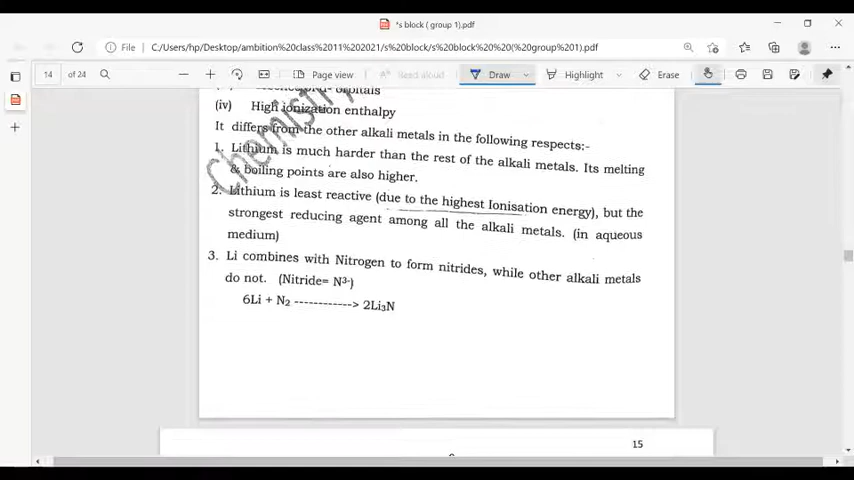 *s block ( group 1).pdf
File C:/Users/hp/Desktop/ambition%20class%2011%202021/s%20block/s%20block%20%20(%20group%201).pdf
14 of 24 Page view Read aloud Draw Highlight Erase
orbitals
(iv) High ionization enthalpy
It differs from the other alkali metals in the following respects:-
1. Lithium is much harder than the rest of the alkali metals. Its melting
& boiling points are also higher.
2. Lithium is least reactive (due to the highest Ionisation energy), but the
strongest reducing agent among all the alkali metals. (in aqueous
medium)
3. Li combines with Nitrogen to form nitrides, while other alkali metals
do not. (Nitride= N³-)
6Li + N₂ ------------> 2Li₃N
Chemistry
15